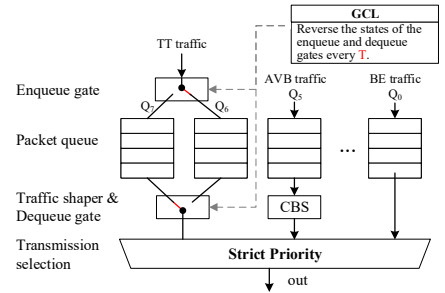 GCL
Reverse the states of the
enqueue and dequeue
gates every T.
TT traffic
Enqueue gate
Q7
Q6
AVB traffic
Q5
BE traffic
Q0
Packet queue
...
Traffic shaper &
Dequeue gate
CBS
Transmission
selection
Strict Priority
out